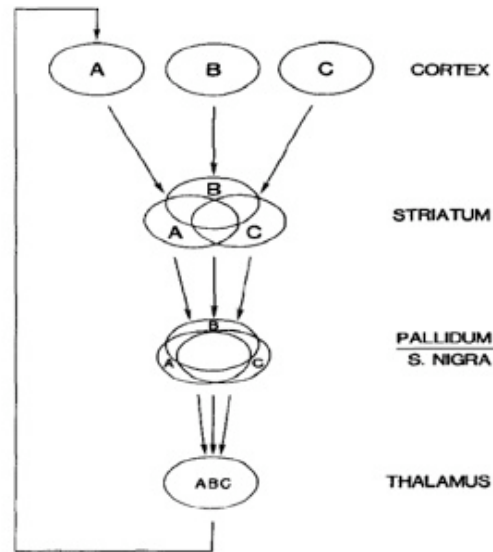 A B C CORTEX
B
A C STRIATUM
B
A C
PALLIDUM
S. NIGRA
ABC THALAMUS